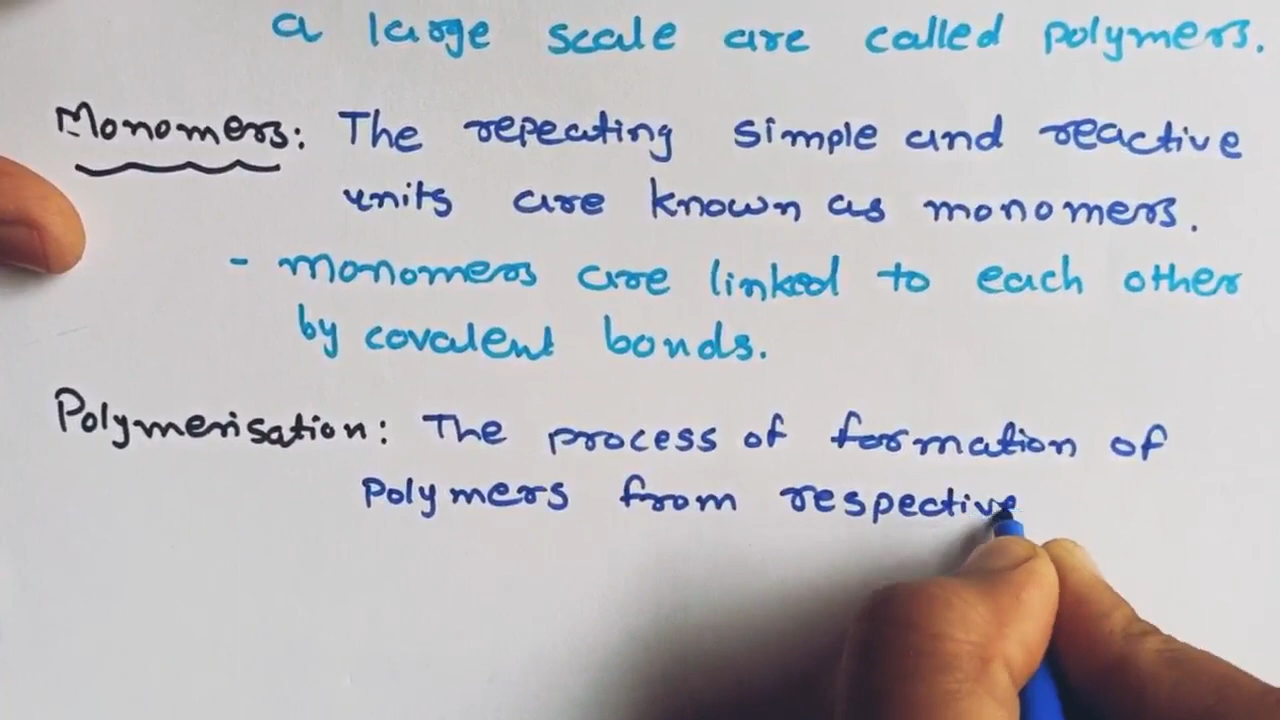 a large scale are called polymers.
Monomers: The repeating simple and reactive
units are known as monomers.
- monomers are linked to each other
by covalent bonds.
Polymerisation: The process of formation of
Polymers from respective